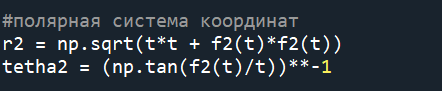 #полярная система координат
r2 = np.sqrt(t*t + f2(t)*f2(t))
tetha2 = (np.tan(f2(t)/t))**-1